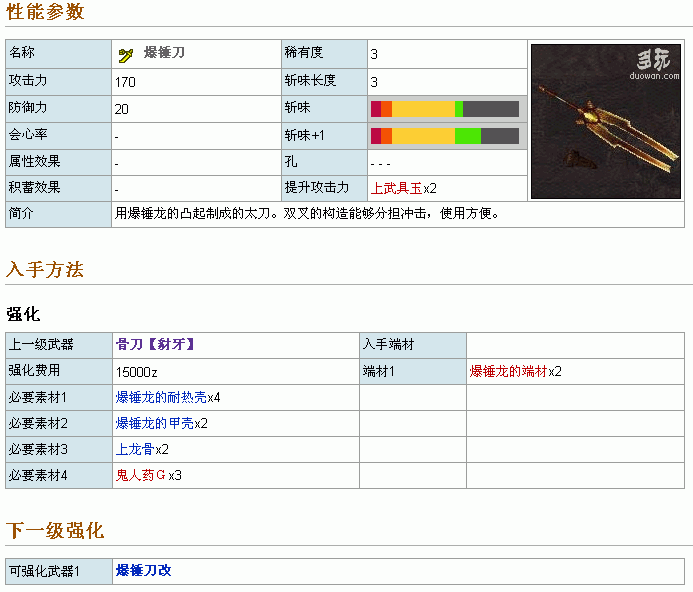 性能参数
名称 爆锤刀 稀有度 3
多玩
duowan.com
攻击力 170 斩味长度 3
防御力 20 斩味
会心率 - 斩味+1
属性效果 - 孔 - - -
积蓄效果 - 提升攻击力 上武具玉x2
简介 用爆锤龙的凸起制成的太刀。双叉的构造能够分担冲击，使用方便。
入手方法
强化
上一级武器 骨刀【豺牙】 入手端材
强化费用 15000z 端材1 爆锤龙的端材x2
必要素材1 爆锤龙的耐热壳x4
必要素材2 爆锤龙的甲壳x2
必要素材3 上龙骨x2
必要素材4 鬼人药Ｇx3
下一级强化
可强化武器1 爆锤刀改